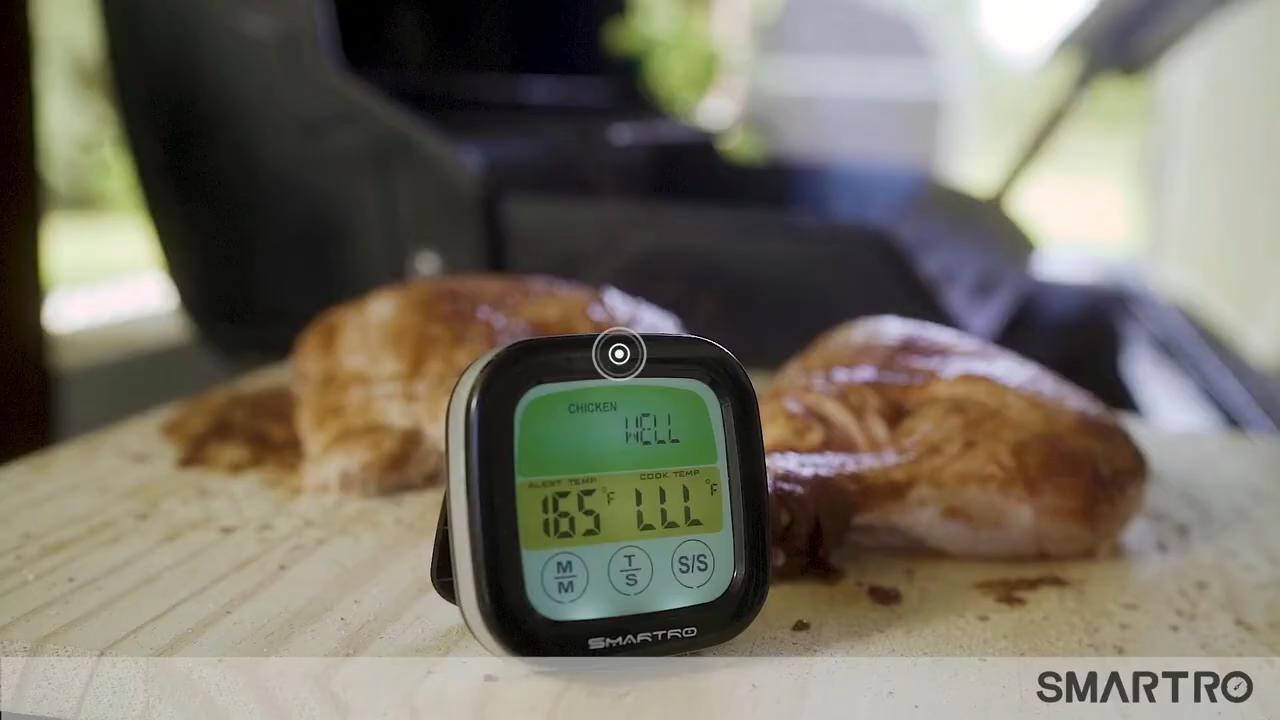 CHICKEN
WELL
ALERT TEMP COOK TEMP
165°F LLL°F
M/M T/S S/S
SMARTRO
SMARTRO